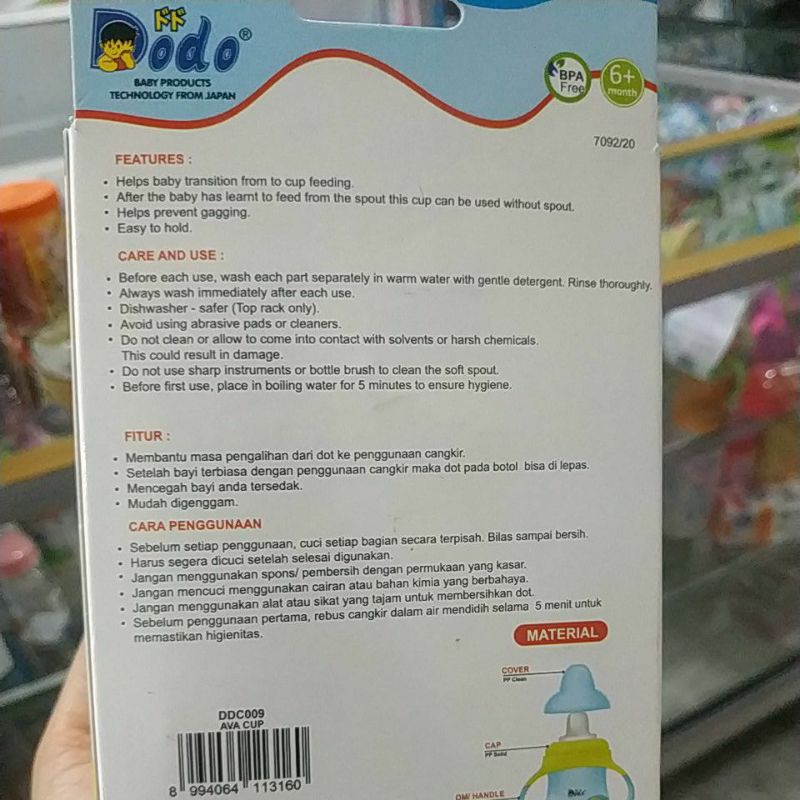 ドド
Dodo®
BABY PRODUCTS
TECHNOLOGY FROM JAPAN
BPA
Free
6+
month
7092/20
FEATURES :
• Helps baby transition from to cup feeding.
• After the baby has learnt to feed from the spout this cup can be used without spout.
• Helps prevent gagging.
• Easy to hold.
CARE AND USE :
• Before each use, wash each part separately in warm water with gentle detergent. Rinse thoroughly.
• Always wash immediately after each use.
• Dishwasher - safer (Top rack only).
• Avoid using abrasive pads or cleaners.
• Do not clean or allow to come into contact with solvents or harsh chemicals.
This could result in damage.
• Do not use sharp instruments or bottle brush to clean the soft spout.
• Before first use, place in boiling water for 5 minutes to ensure hygiene.
FITUR :
• Membantu masa pengalihan dari dot ke penggunaan cangkir.
• Setelah bayi terbiasa dengan penggunaan cangkir maka dot pada botol bisa di lepas.
• Mencegah bayi anda tersedak.
• Mudah digenggam.
CARA PENGGUNAAN
• Sebelum setiap penggunaan, cuci setiap bagian secara terpisah. Bilas sampai bersih.
• Harus segera dicuci setelah selesai digunakan.
• Jangan menggunakan spons/ pembersih dengan permukaan yang kasar.
• Jangan mencuci menggunakan cairan atau bahan kimia yang berbahaya.
• Jangan menggunakan alat atau sikat yang tajam untuk membersihkan dot.
• Sebelum penggunaan pertama, rebus cangkir dalam air mendidih selama 5 menit untuk
memastikan higienitas.
MATERIAL
COVER
PP Clean
CAP
PP Solid
OM/ HANDLE
Dodo
DDC009
AVA CUP
8 994064 113160